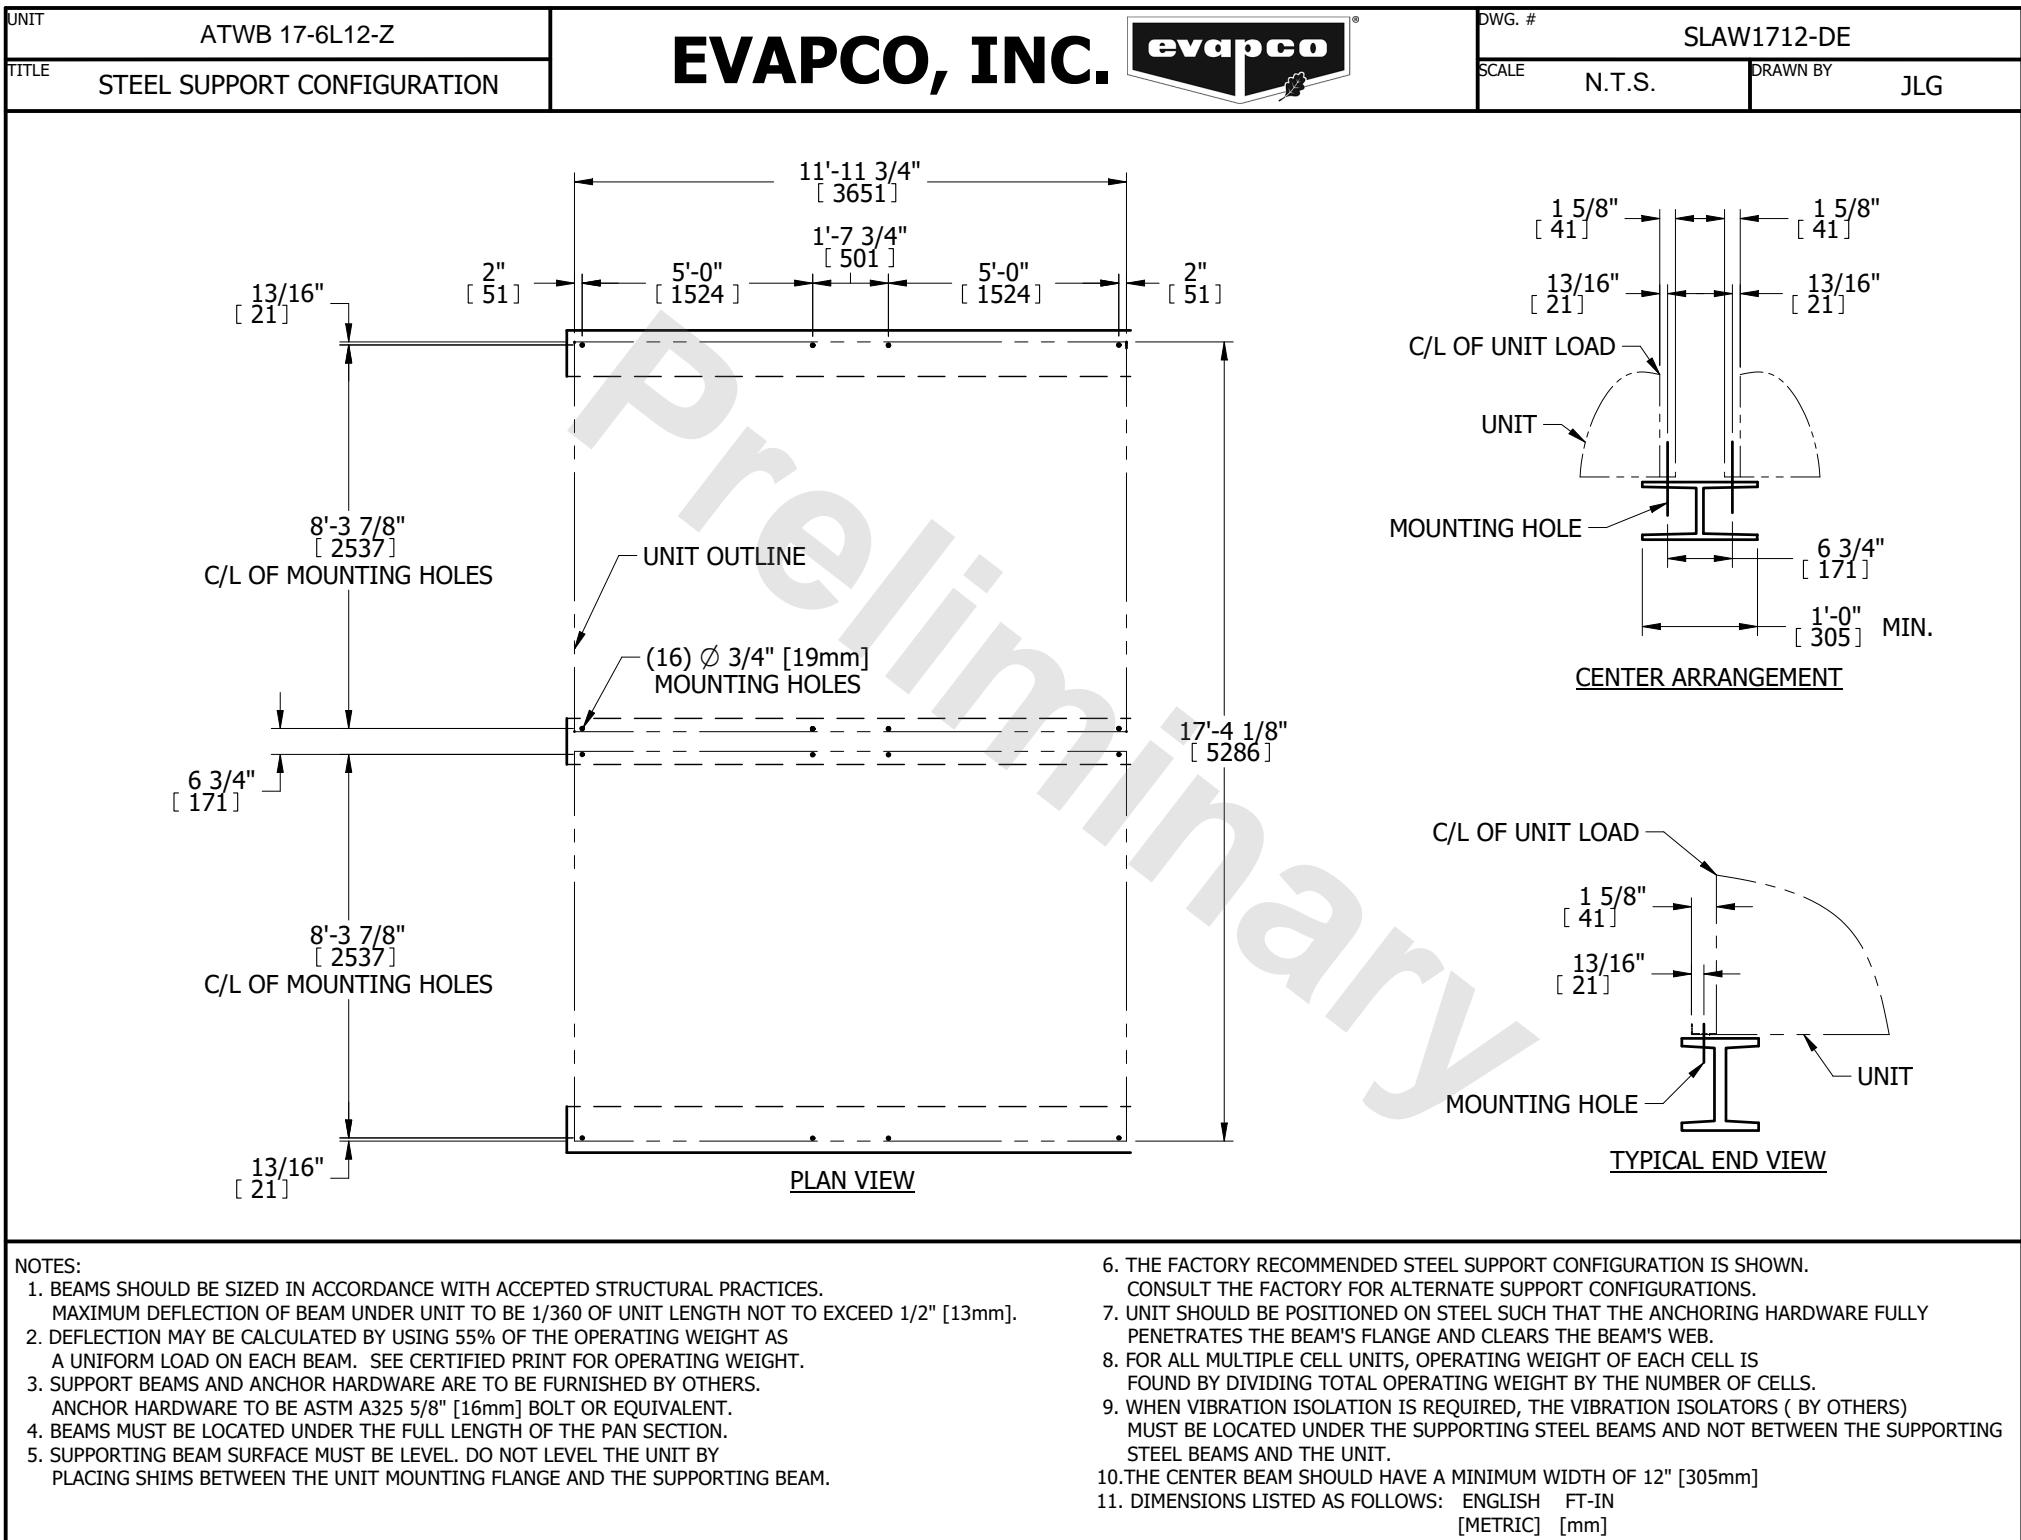 UNIT
ATWB 17-6L12-Z
TITLE
STEEL SUPPORT CONFIGURATION
EVAPCO, INC.
evapco
®
DWG. #
SLAW1712-DE
SCALE
N.T.S.
DRAWN BY
JLG
11'-11 3/4"
[ 3651 ]
1'-7 3/4"
[ 501 ]
2"
[ 51 ]
5'-0"
[ 1524 ]
5'-0"
[ 1524 ]
2"
[ 51 ]
13/16"
[ 21 ]
8'-3 7/8"
[ 2537 ]
C/L OF MOUNTING HOLES
UNIT OUTLINE
(16) Ø 3/4" [19mm]
MOUNTING HOLES
6 3/4"
[ 171 ]
17'-4 1/8"
[ 5286 ]
8'-3 7/8"
[ 2537 ]
C/L OF MOUNTING HOLES
13/16"
[ 21 ]
PLAN VIEW
Preliminary
1 5/8"
[ 41 ]
1 5/8"
[ 41 ]
13/16"
[ 21 ]
13/16"
[ 21 ]
C/L OF UNIT LOAD
UNIT
MOUNTING HOLE
6 3/4"
[ 171 ]
1'-0"
[ 305 ] MIN.
CENTER ARRANGEMENT
C/L OF UNIT LOAD
1 5/8"
[ 41 ]
13/16"
[ 21 ]
UNIT
MOUNTING HOLE
TYPICAL END VIEW
NOTES:
1. BEAMS SHOULD BE SIZED IN ACCORDANCE WITH ACCEPTED STRUCTURAL PRACTICES.
MAXIMUM DEFLECTION OF BEAM UNDER UNIT TO BE 1/360 OF UNIT LENGTH NOT TO EXCEED 1/2" [13mm].
2. DEFLECTION MAY BE CALCULATED BY USING 55% OF THE OPERATING WEIGHT AS
A UNIFORM LOAD ON EACH BEAM. SEE CERTIFIED PRINT FOR OPERATING WEIGHT.
3. SUPPORT BEAMS AND ANCHOR HARDWARE ARE TO BE FURNISHED BY OTHERS.
ANCHOR HARDWARE TO BE ASTM A325 5/8" [16mm] BOLT OR EQUIVALENT.
4. BEAMS MUST BE LOCATED UNDER THE FULL LENGTH OF THE PAN SECTION.
5. SUPPORTING BEAM SURFACE MUST BE LEVEL. DO NOT LEVEL THE UNIT BY
PLACING SHIMS BETWEEN THE UNIT MOUNTING FLANGE AND THE SUPPORTING BEAM.
6. THE FACTORY RECOMMENDED STEEL SUPPORT CONFIGURATION IS SHOWN.
CONSULT THE FACTORY FOR ALTERNATE SUPPORT CONFIGURATIONS.
7. UNIT SHOULD BE POSITIONED ON STEEL SUCH THAT THE ANCHORING HARDWARE FULLY
PENETRATES THE BEAM'S FLANGE AND CLEARS THE BEAM'S WEB.
8. FOR ALL MULTIPLE CELL UNITS, OPERATING WEIGHT OF EACH CELL IS
FOUND BY DIVIDING TOTAL OPERATING WEIGHT BY THE NUMBER OF CELLS.
9. WHEN VIBRATION ISOLATION IS REQUIRED, THE VIBRATION ISOLATORS ( BY OTHERS)
MUST BE LOCATED UNDER THE SUPPORTING STEEL BEAMS AND NOT BETWEEN THE SUPPORTING
STEEL BEAMS AND THE UNIT.
10.THE CENTER BEAM SHOULD HAVE A MINIMUM WIDTH OF 12" [305mm]
11. DIMENSIONS LISTED AS FOLLOWS: ENGLISH FT-IN
[METRIC] [mm]